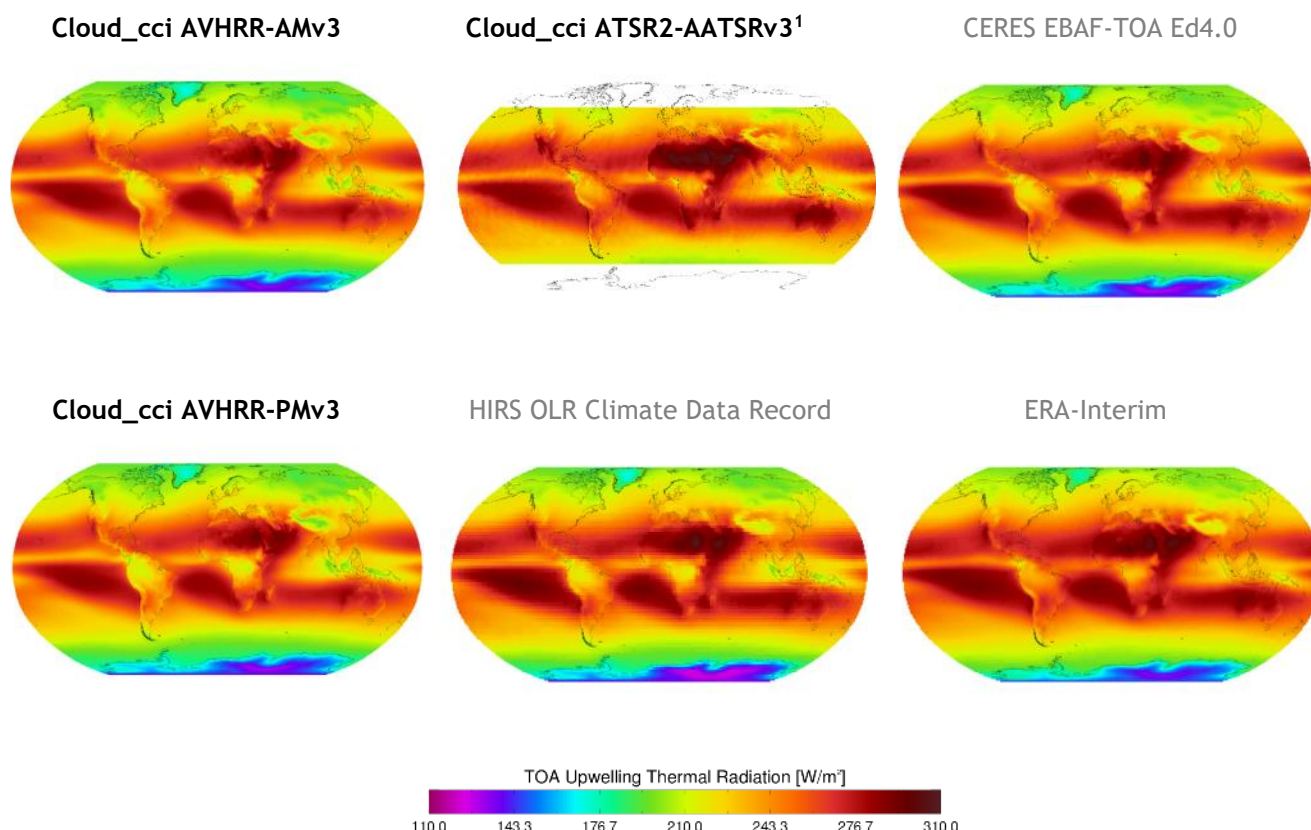 Cloud_cci AVHRR-AMv3
Cloud_cci ATSR2-AATSRv3¹
CERES EBAF-TOA Ed4.0
Cloud_cci AVHRR-PMv3
HIRS OLR Climate Data Record
ERA-Interim
TOA Upwelling Thermal Radiation [W/m²]
110.0 143.3 176.7 210.0 243.3 276.7 310.0